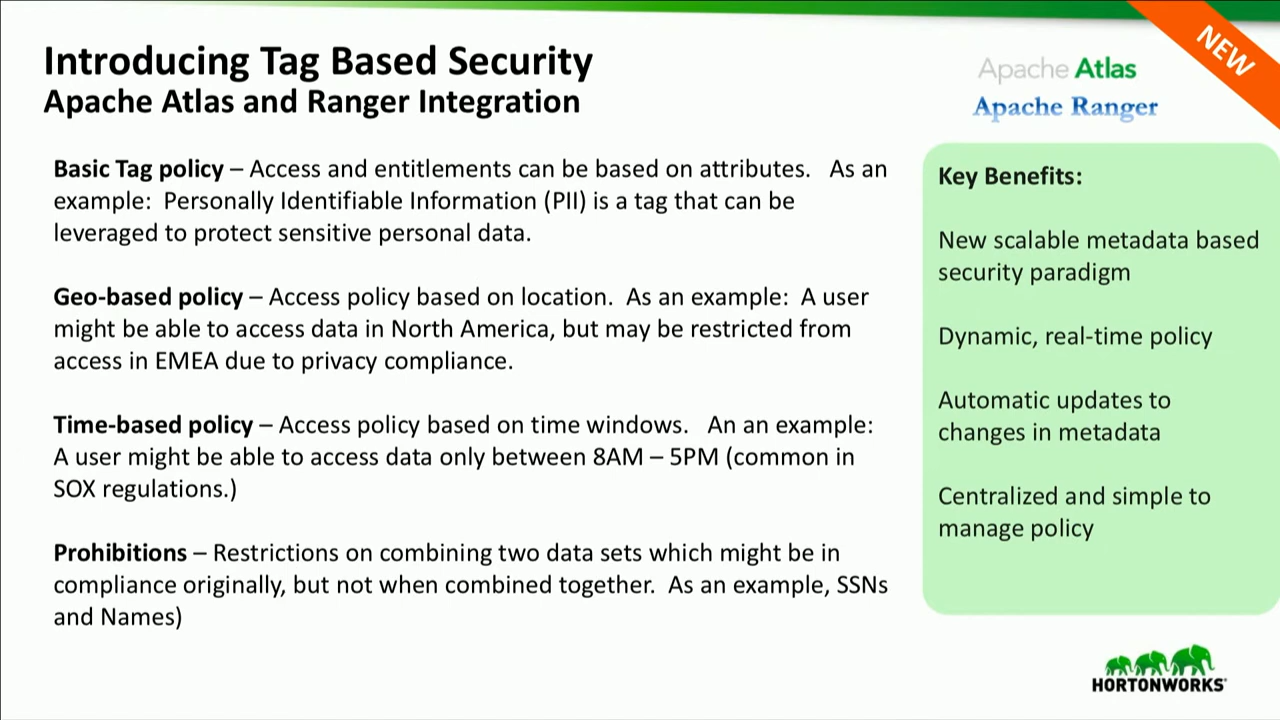 Introducing Tag Based Security
Apache Atlas and Ranger Integration
Apache Atlas
Apache Ranger
NEW
Basic Tag policy – Access and entitlements can be based on attributes. As an
example: Personally Identifiable Information (PII) is a tag that can be
leveraged to protect sensitive personal data.
Geo-based policy – Access policy based on location. As an example: A user
might be able to access data in North America, but may be restricted from
access in EMEA due to privacy compliance.
Time-based policy – Access policy based on time windows. An an example:
A user might be able to access data only between 8AM – 5PM (common in
SOX regulations.)
Prohibitions – Restrictions on combining two data sets which might be in
compliance originally, but not when combined together. As an example, SSNs
and Names)
Key Benefits:
New scalable metadata based
security paradigm
Dynamic, real-time policy
Automatic updates to
changes in metadata
Centralized and simple to
manage policy
HORTONWORKS